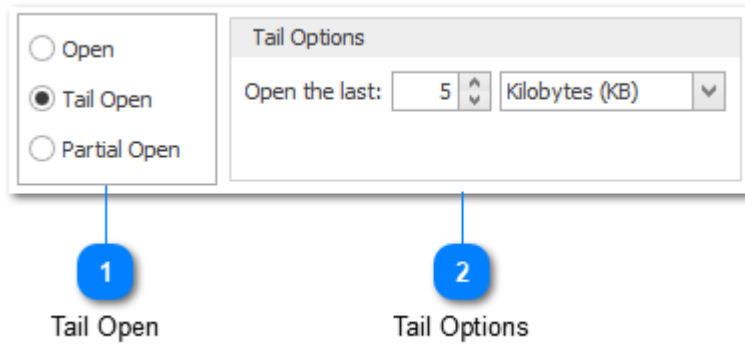 Open
Tail Open
Partial Open
Tail Options
Open the last: 5 Kilobytes (KB)
1
Tail Open
2
Tail Options